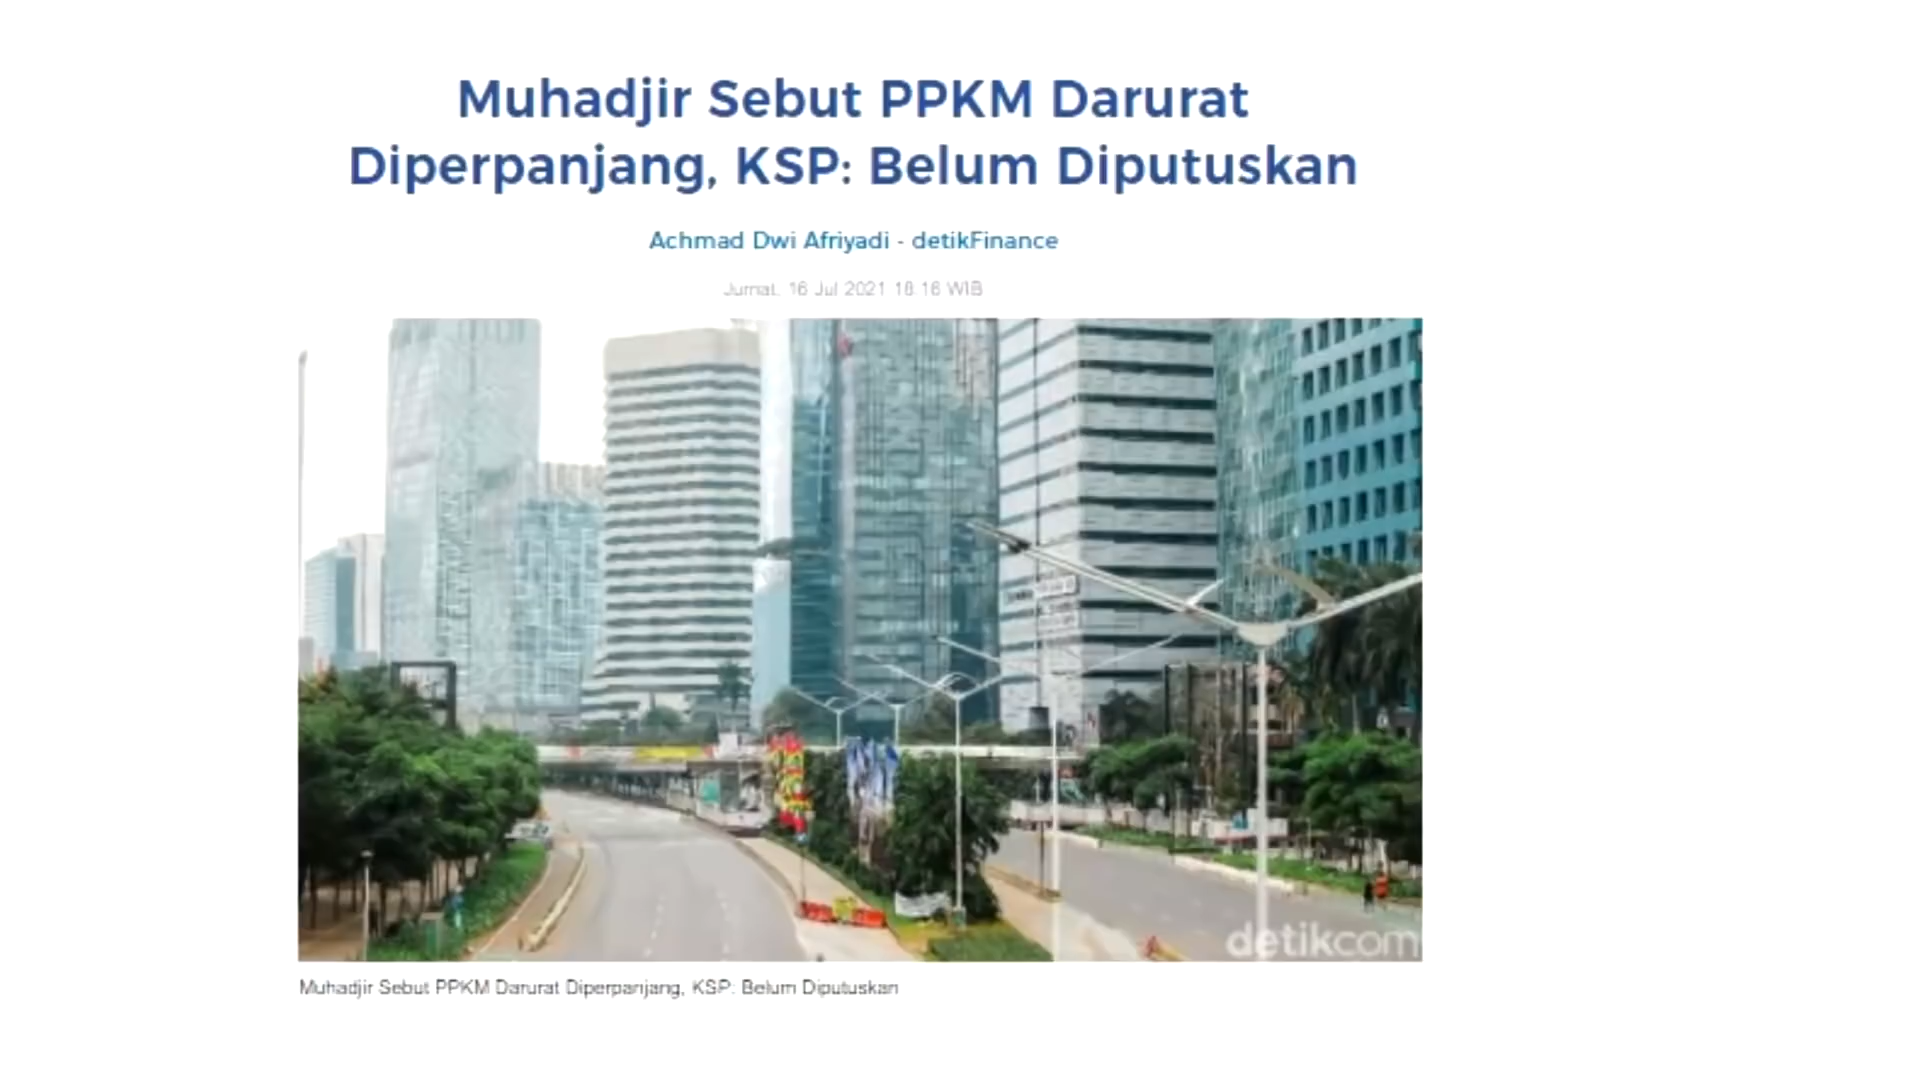 Muhadjir Sebut PPKM Darurat
Diperpanjang, KSP: Belum Diputuskan
Achmad Dwi Afriyadi - detikFinance
Jumat, 16 Jul 2021 18:16 WIB
detikcom
Muhadjir Sebut PPKM Darurat Diperpanjang, KSP: Belum Diputuskan